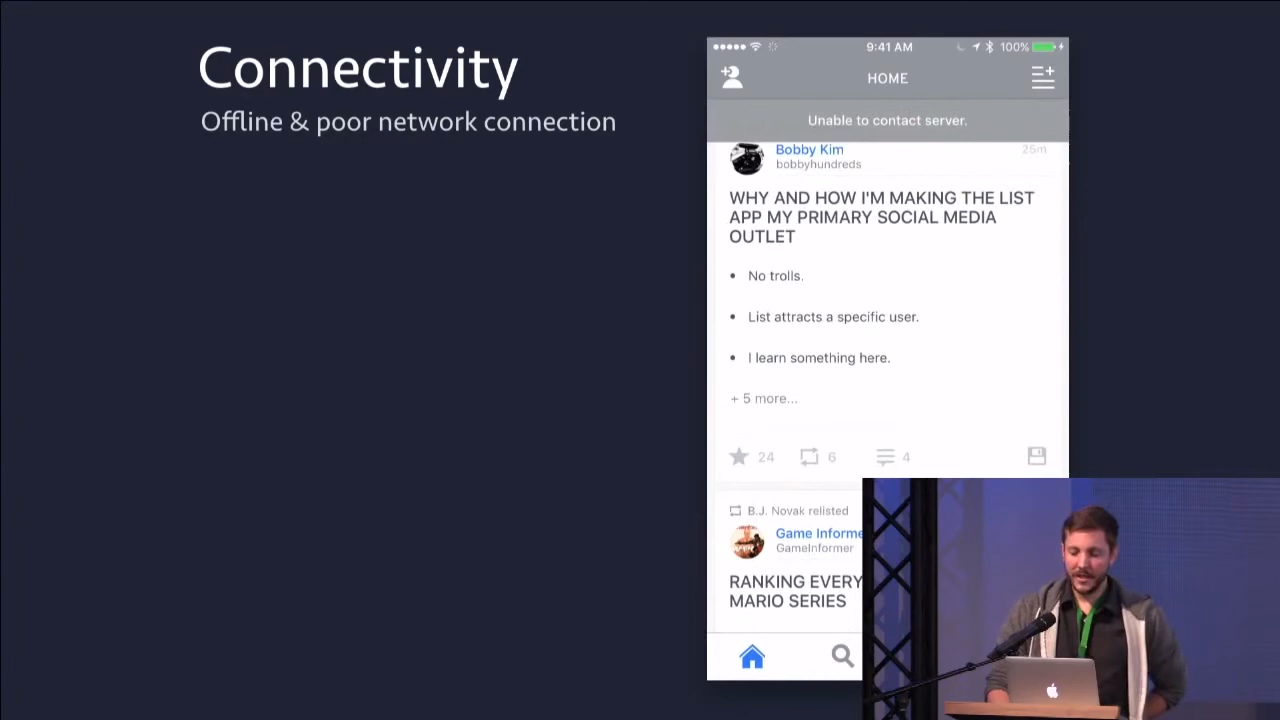 Connectivity
Offline & poor network connection
9:41 AM
100%
HOME
Unable to contact server.
Bobby Kim
25m
bobbyhundreds
WHY AND HOW I'M MAKING THE LIST
APP MY PRIMARY SOCIAL MEDIA
OUTLET
• No trolls.
• List attracts a specific user.
• I learn something here.
+ 5 more...
24
6
4
B.J. Novak relisted
Game Informe
GameInformer
RANKING EVERY
MARIO SERIES